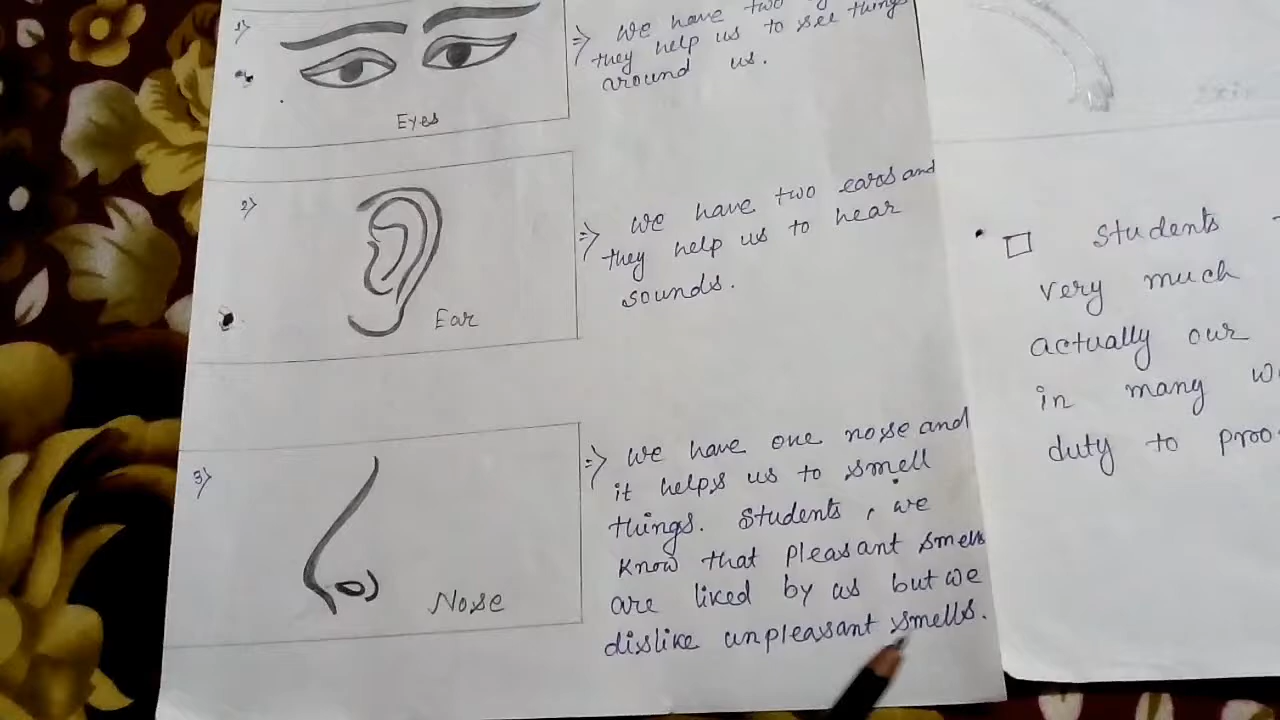 1)
Eyes
⇒ We have two
they help us to see things
around us.
2)
Ear
⇒ We have two ears and
they help us to hear
sounds.
3)
Nose
⇒ We have one nose and
it helps us to smell
things. Students, we
know that pleasant smells
are liked by us but we
dislike unpleasant smells.
□ Students
very much
actually our
in many
duty to